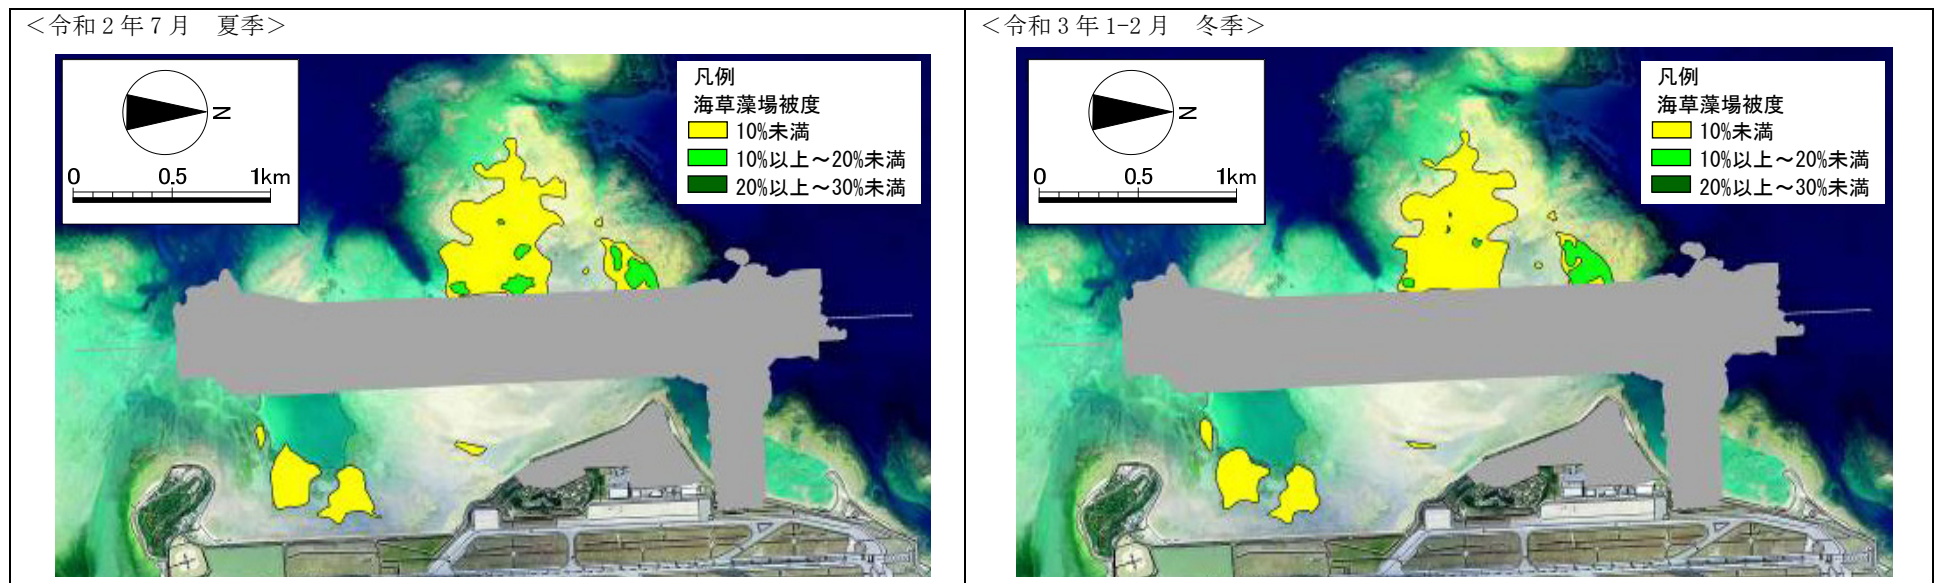 ＜令和2年7月　夏季＞
N
0 0.5 1km
凡例
海草藻場被度
10%未満
10%以上～20%未満
20%以上～30%未満
＜令和3年1-2月　冬季＞
N
0 0.5 1km
凡例
海草藻場被度
10%未満
10%以上～20%未満
20%以上～30%未満